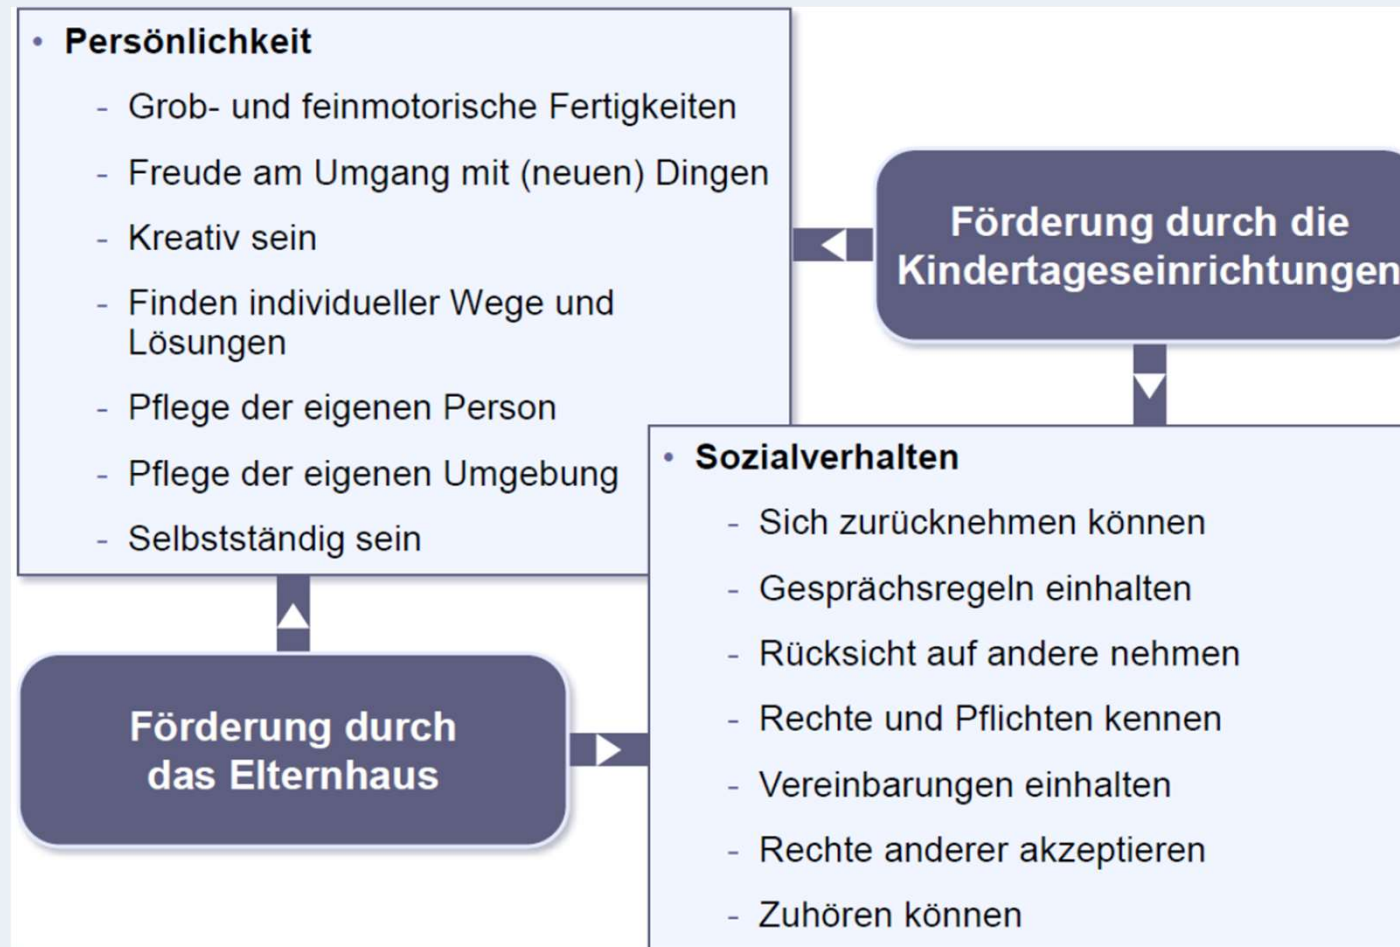 • Persönlichkeit
- Grob- und feinmotorische Fertigkeiten
- Freude am Umgang mit (neuen) Dingen
- Kreativ sein
- Finden individueller Wege und
Lösungen
- Pflege der eigenen Person
- Pflege der eigenen Umgebung
- Selbstständig sein
Förderung durch die
Kindertageseinrichtungen
Förderung durch
das Elternhaus
• Sozialverhalten
- Sich zurücknehmen können
- Gesprächsregeln einhalten
- Rücksicht auf andere nehmen
- Rechte und Pflichten kennen
- Vereinbarungen einhalten
- Rechte anderer akzeptieren
- Zuhören können